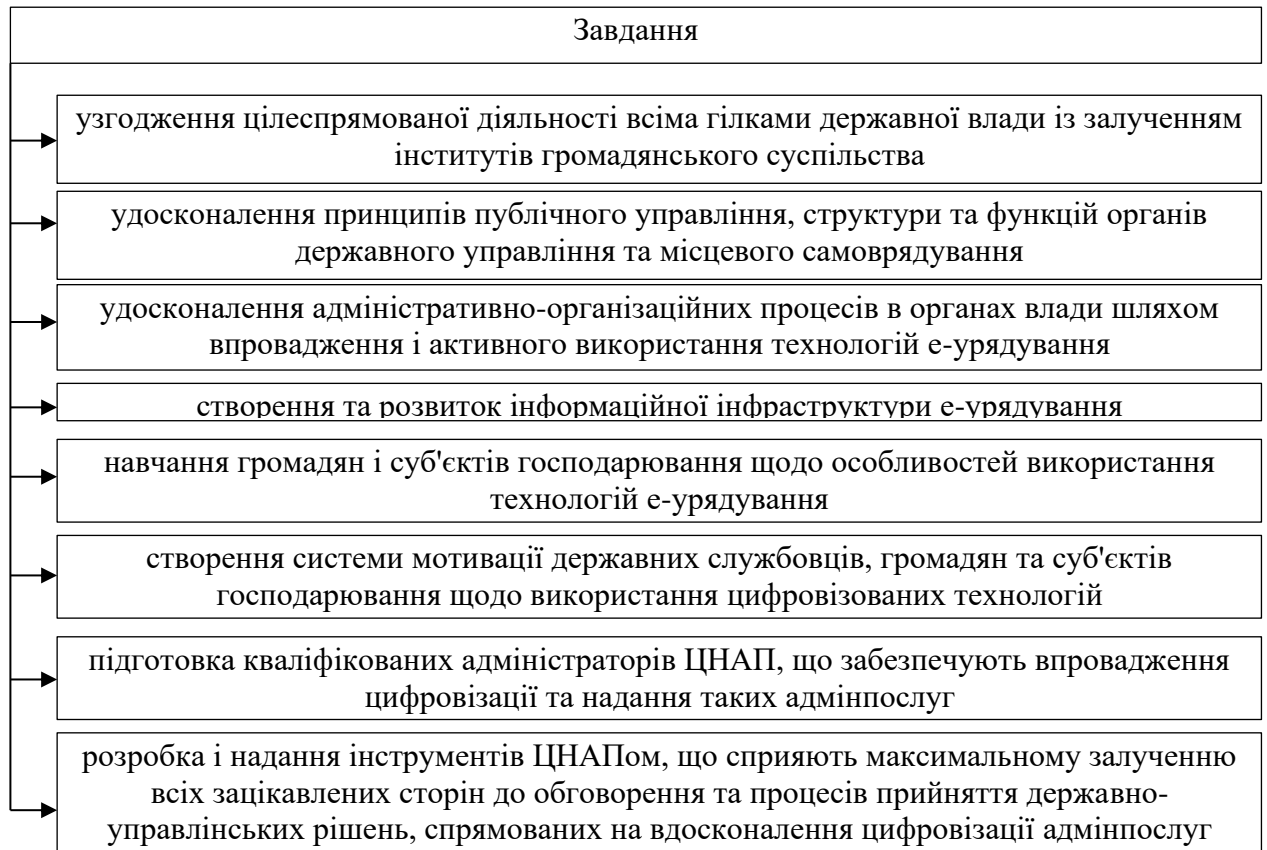 Завдання
узгодження цілеспрямованої діяльності всіма гілками державної влади із залученням
інститутів громадянського суспільства
удосконалення принципів публічного управління, структури та функцій органів
державного управління та місцевого самоврядування
удосконалення адміністративно-організаційних процесів в органах влади шляхом
впровадження і активного використання технологій е-урядування
створення та розвиток інформаційної інфраструктури е-урядування
навчання громадян і суб'єктів господарювання щодо особливостей використання
технологій е-урядування
створення системи мотивації державних службовців, громадян та суб'єктів
господарювання щодо використання цифровізованих технологій
підготовка кваліфікованих адміністраторів ЦНАП, що забезпечують впровадження
цифровізації та надання таких адмінпослуг
розробка і надання інструментів ЦНАПом, що сприяють максимальному залученню
всіх зацікавлених сторін до обговорення та процесів прийняття державно-
управлінських рішень, спрямованих на вдосконалення цифровізації адмінпослуг